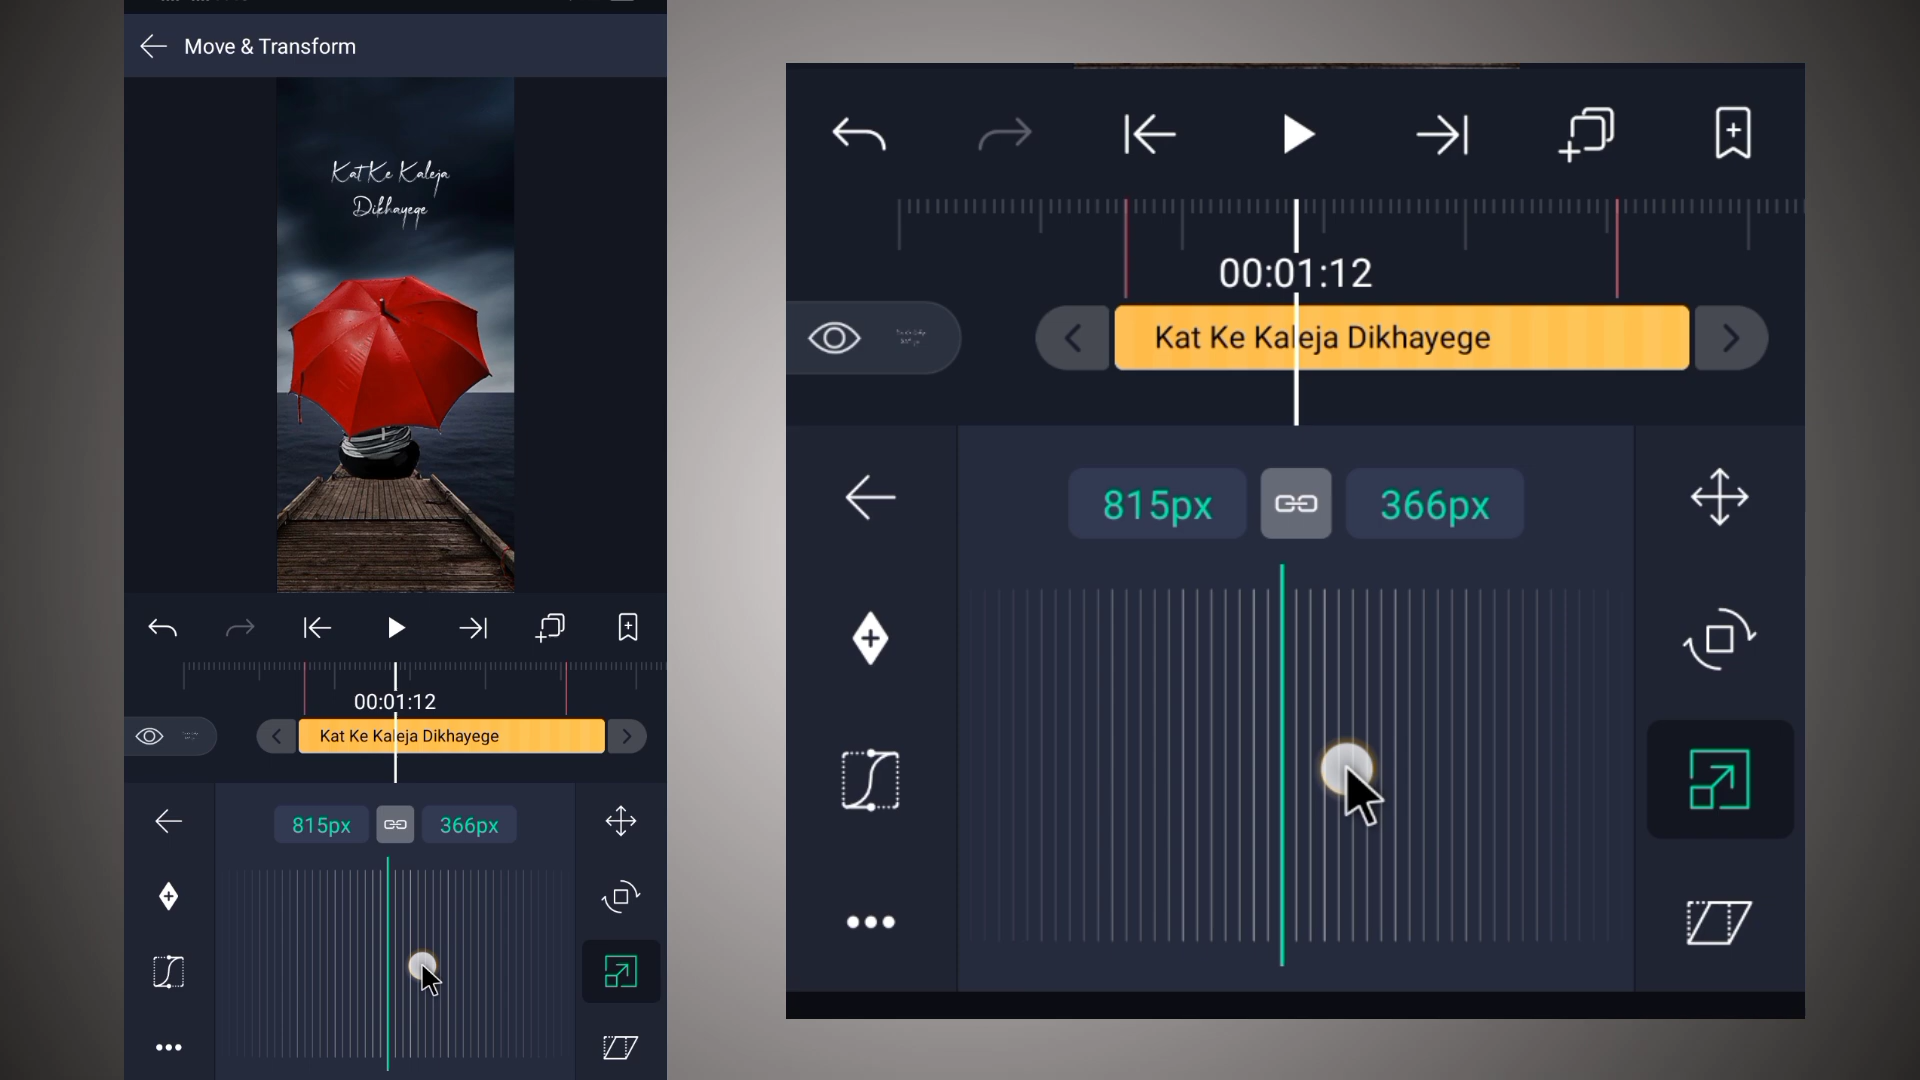 Move & Transform
Kat Ke Kaleja
Dikhayege
00:01:12
Kat Ke Kaleja Dikhayege
815px
366px
00:01:12
Kat Ke Kaleja Dikhayege
815px
366px